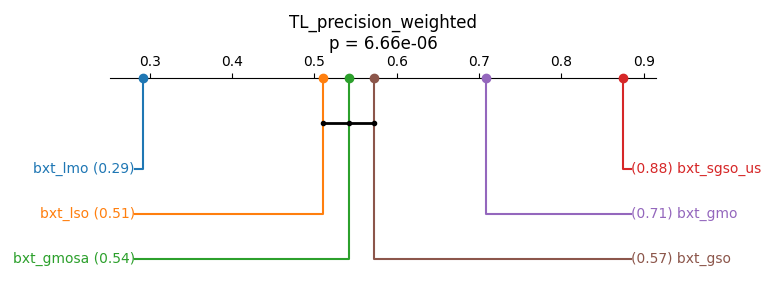 TL_precision_weighted
p = 6.66e-06
0.3 0.4 0.5 0.6 0.7 0.8 0.9
bxt_lmo (0.29) (0.88) bxt_sgso_us
bxt_lso (0.51) (0.71) bxt_gmo
bxt_gmosa (0.54) (0.57) bxt_gso